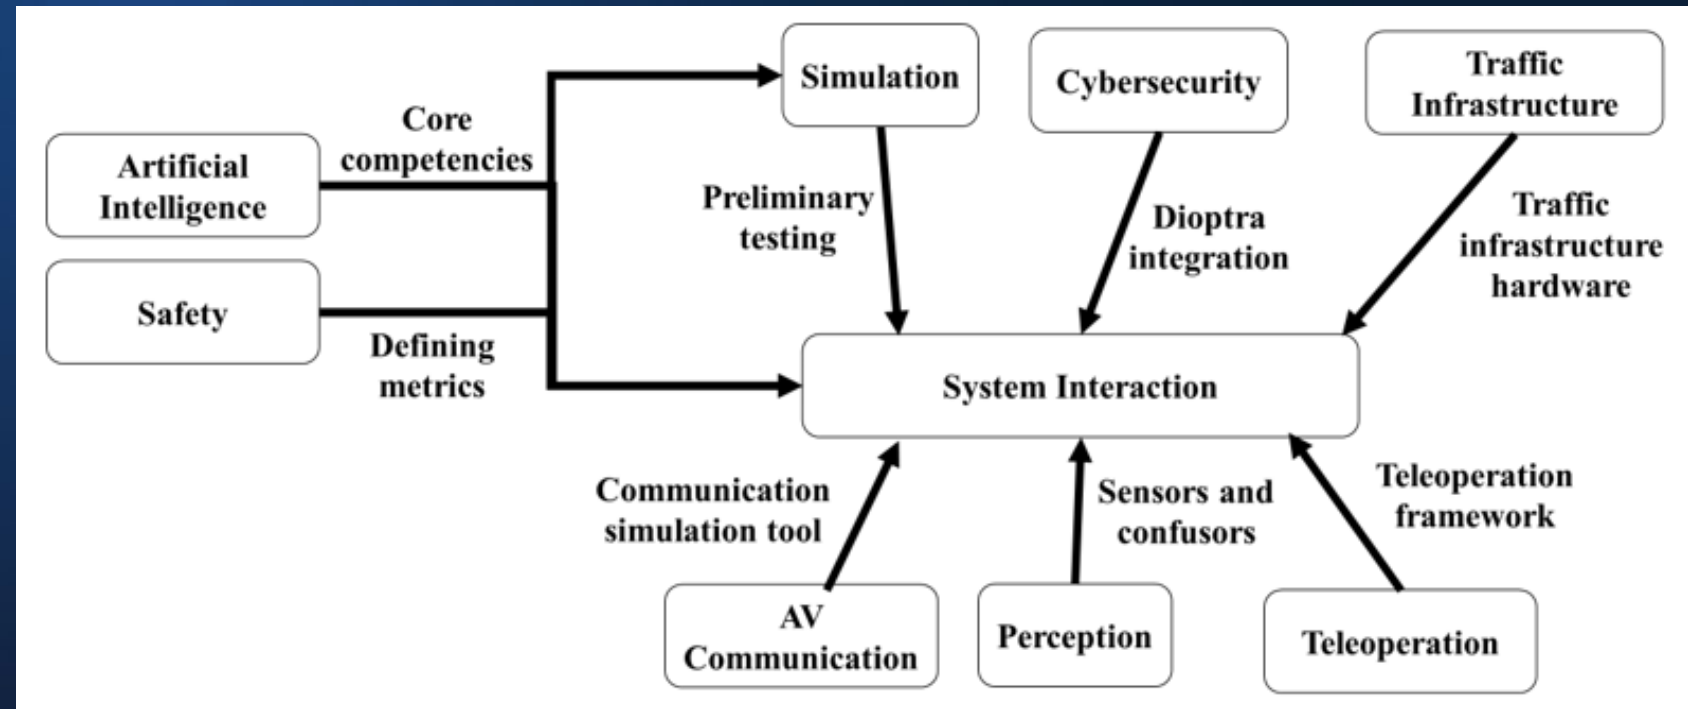 Simulation
Cybersecurity
Traffic
Infrastructure
Core
competencies
Artificial
Intelligence
Preliminary
testing
Dioptra
integration
Traffic
infrastructure
hardware
Safety
Defining
metrics
System Interaction
Communication
simulation tool
Sensors and
confusors
Teleoperation
framework
AV
Communication
Perception
Teleoperation